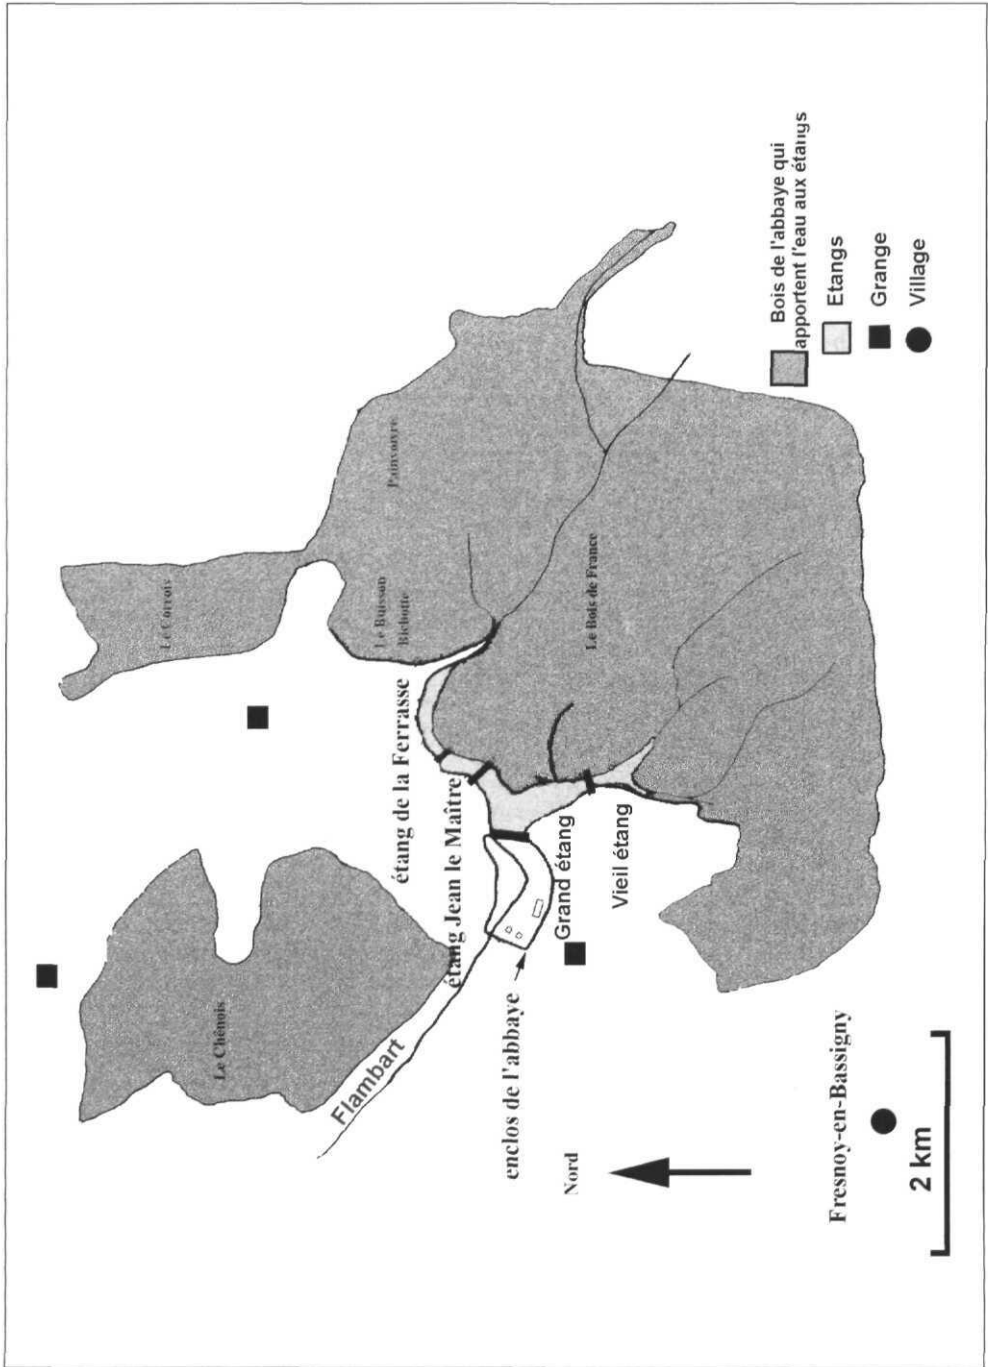 Le Corrois
Le Buisson
Bichotte
Painvoivre
Le Chênois
étang de la Ferrasse
étang Jean le Maître
Le Bois de France
Flambart
Grand étang
Vieil étang
enclos de l'abbaye
Nord
Fresnoy-en-Bassigny
2 km
Bois de l'abbaye qui
apportent l'eau aux étangs
Etangs
Grange
Village